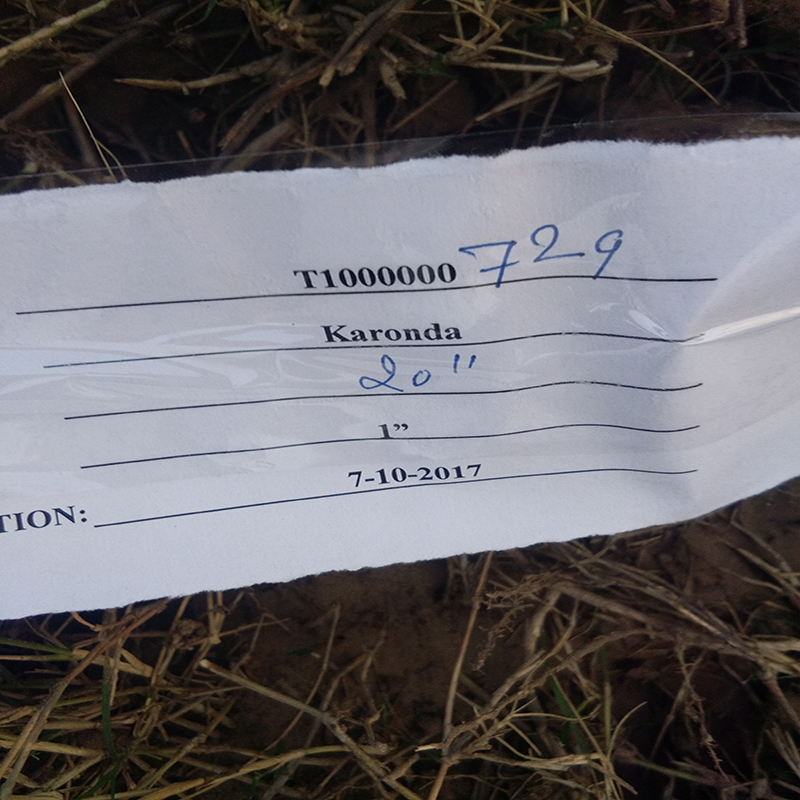 T1000000 729
Karonda
20"
1”
7-10-2017
TION: